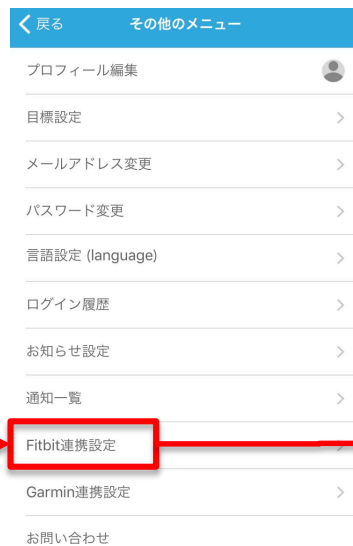 戻る その他のメニュー
プロフィール編集
目標設定
メールアドレス変更
パスワード変更
言語設定 (language)
ログイン履歴
お知らせ設定
通知一覧
Fitbit連携設定
Garmin連携設定
お問い合わせ